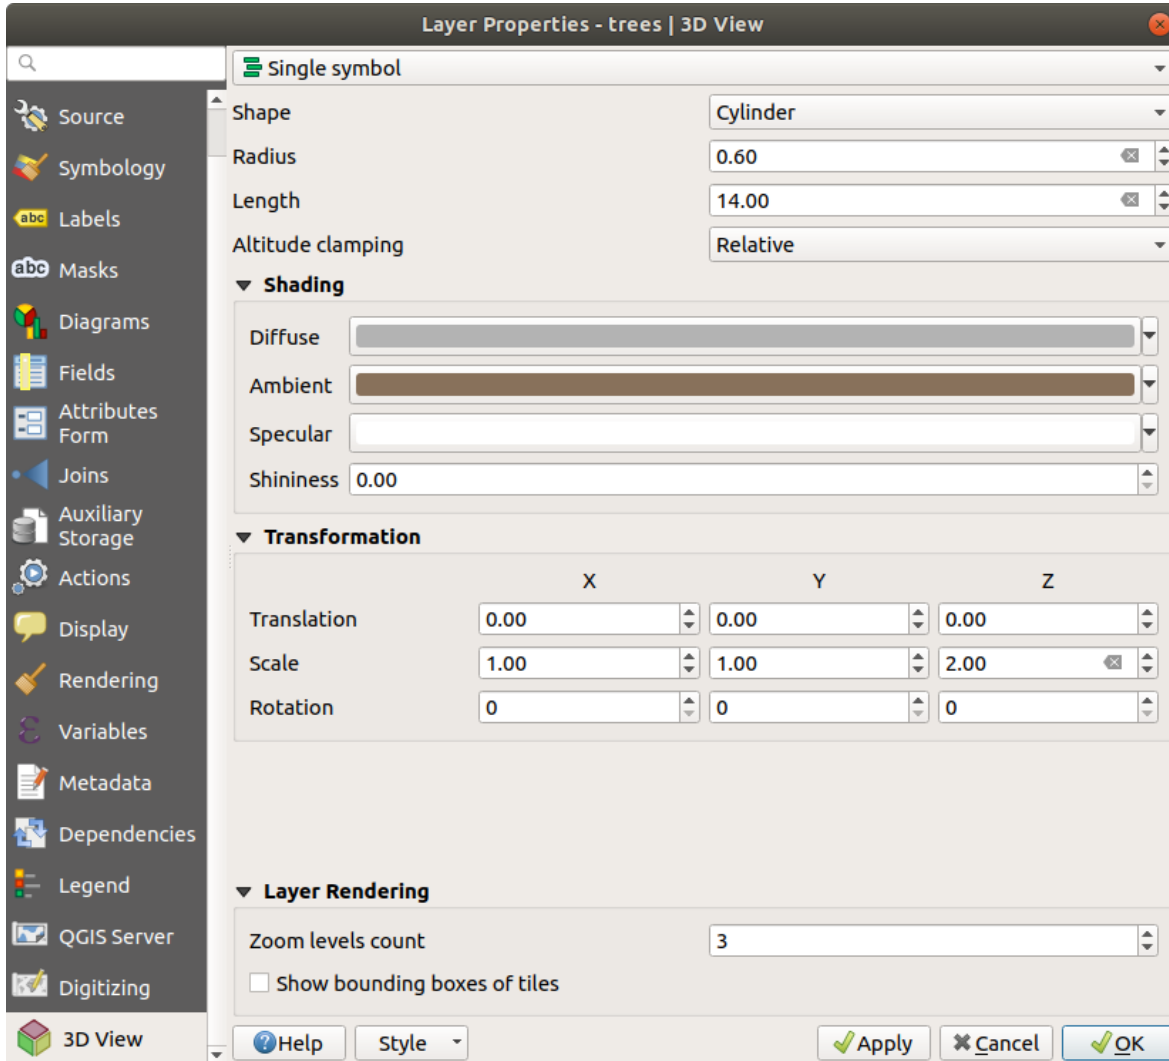 Layer Properties - trees | 3D View
Source
Symbology
abc Labels
abc Masks
Diagrams
Fields
Attributes
Form
Joins
Auxiliary
Storage
Actions
Display
Rendering
Variables
Metadata
Dependencies
Legend
QGIS Server
Digitizing
3D View
Single symbol
Shape Cylinder
Radius 0.60
Length 14.00
Altitude clamping Relative
Shading
Diffuse
Ambient
Specular
Shininess 0.00
Transformation
X Y Z
Translation 0.00 0.00 0.00
Scale 1.00 1.00 2.00
Rotation 0 0 0
Layer Rendering
Zoom levels count 3
Show bounding boxes of tiles
Help Style Apply Cancel OK